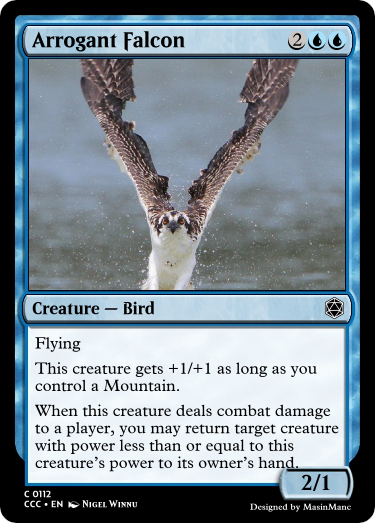 Arrogant Falcon 2
Creature — Bird
Flying
This creature gets +1/+1 as long as you
control a Mountain.
When this creature deals combat damage
to a player, you may return target creature
with power less than or equal to this
creature's power to its owner's hand.
2/1
C 0112
CCC • EN Nigel Winnu
Designed by MasinManc